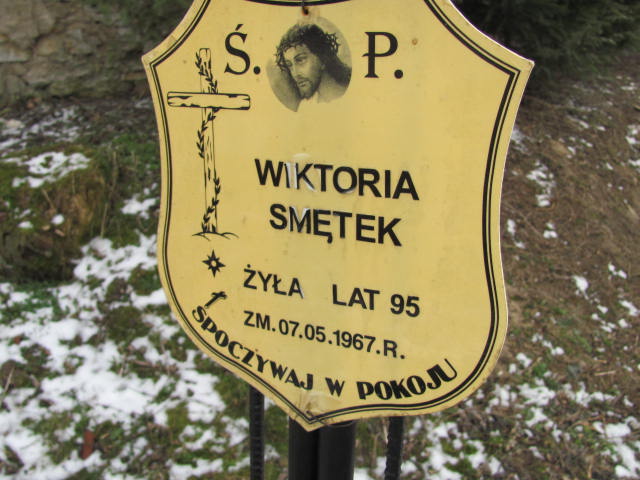 Ś. P.
WIKTORIA
SMĘTEK
ŻYŁA LAT 95
ZM. 07.05.1967.R.
SPOCZYWAJ W POKOJU